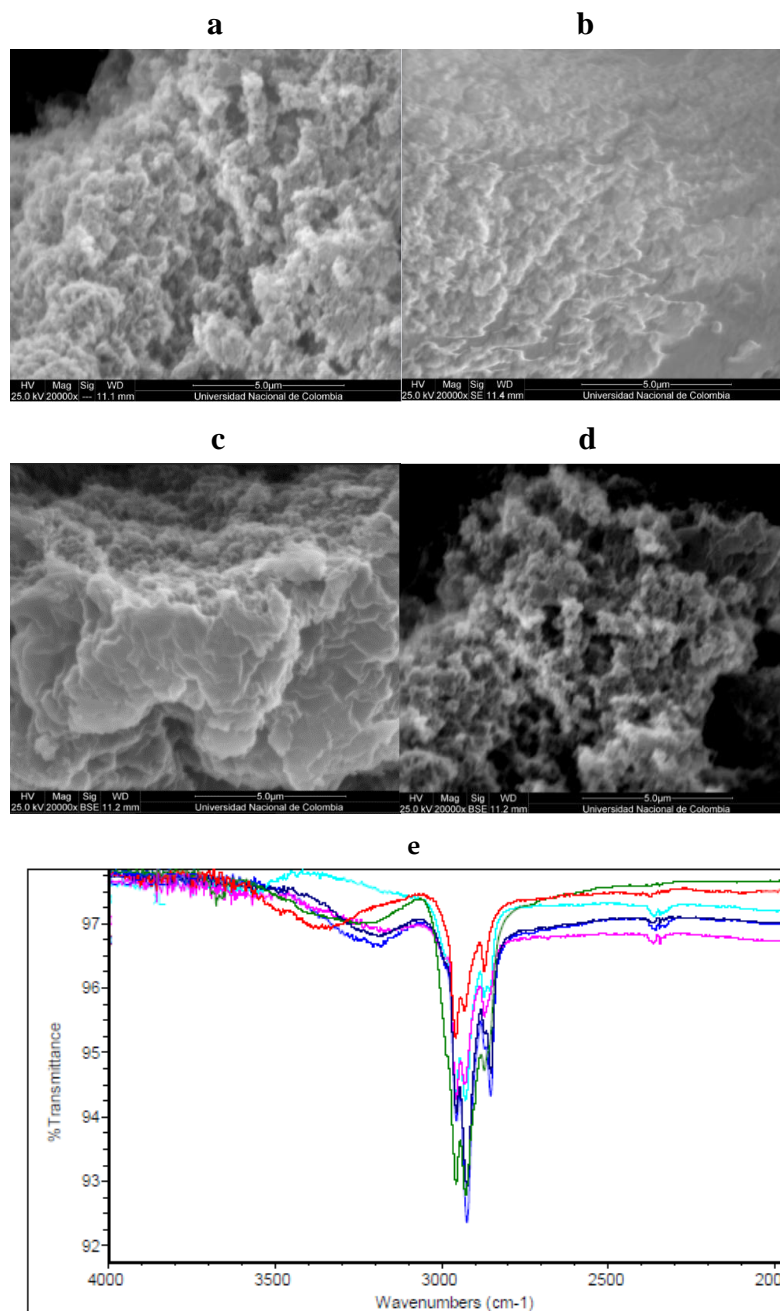 a
b
HV Mag Sig WD 5.0µm
25.0 kV 20000x --- 11.1 mm Universidad Nacional de Colombia
HV Mag Sig WD 5.0µm
25.0 kV 20000x SE 11.4 mm Universidad Nacional de Colombia
c
d
HV Mag Sig WD 5.0µm
25.0 kV 20000x BSE 11.2 mm Universidad Nacional de Colombia
HV Mag Sig WD 5.0µm
25.0 kV 20000x BSE 11.2 mm Universidad Nacional de Colombia
e
97
96
95
94
93
92
%Transmittance
4000 3500 3000 2500 200
Wavenumbers (cm-1)